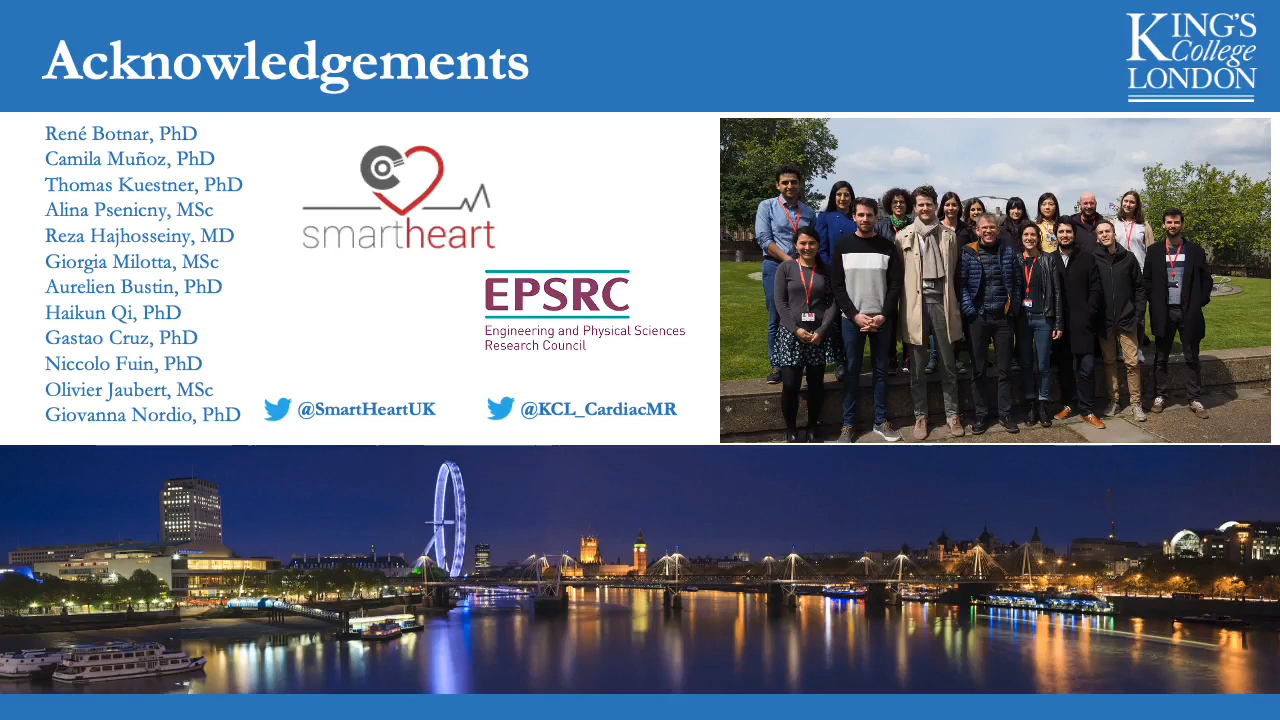 Acknowledgements
KING'S
College
LONDON
René Botnar, PhD
Camila Muñoz, PhD
Thomas Kuestner, PhD
Alina Psenicny, MSc
Reza Hajhosseiny, MD
Giorgia Milotta, MSc
Aurelien Bustin, PhD
Haikun Qi, PhD
Gastao Cruz, PhD
Niccolo Fuin, PhD
Olivier Jaubert, MSc
Giovanna Nordio, PhD
smartheart
EPSRC
Engineering and Physical Sciences
Research Council
@SmartHeartUK
@KCL_CardiacMR